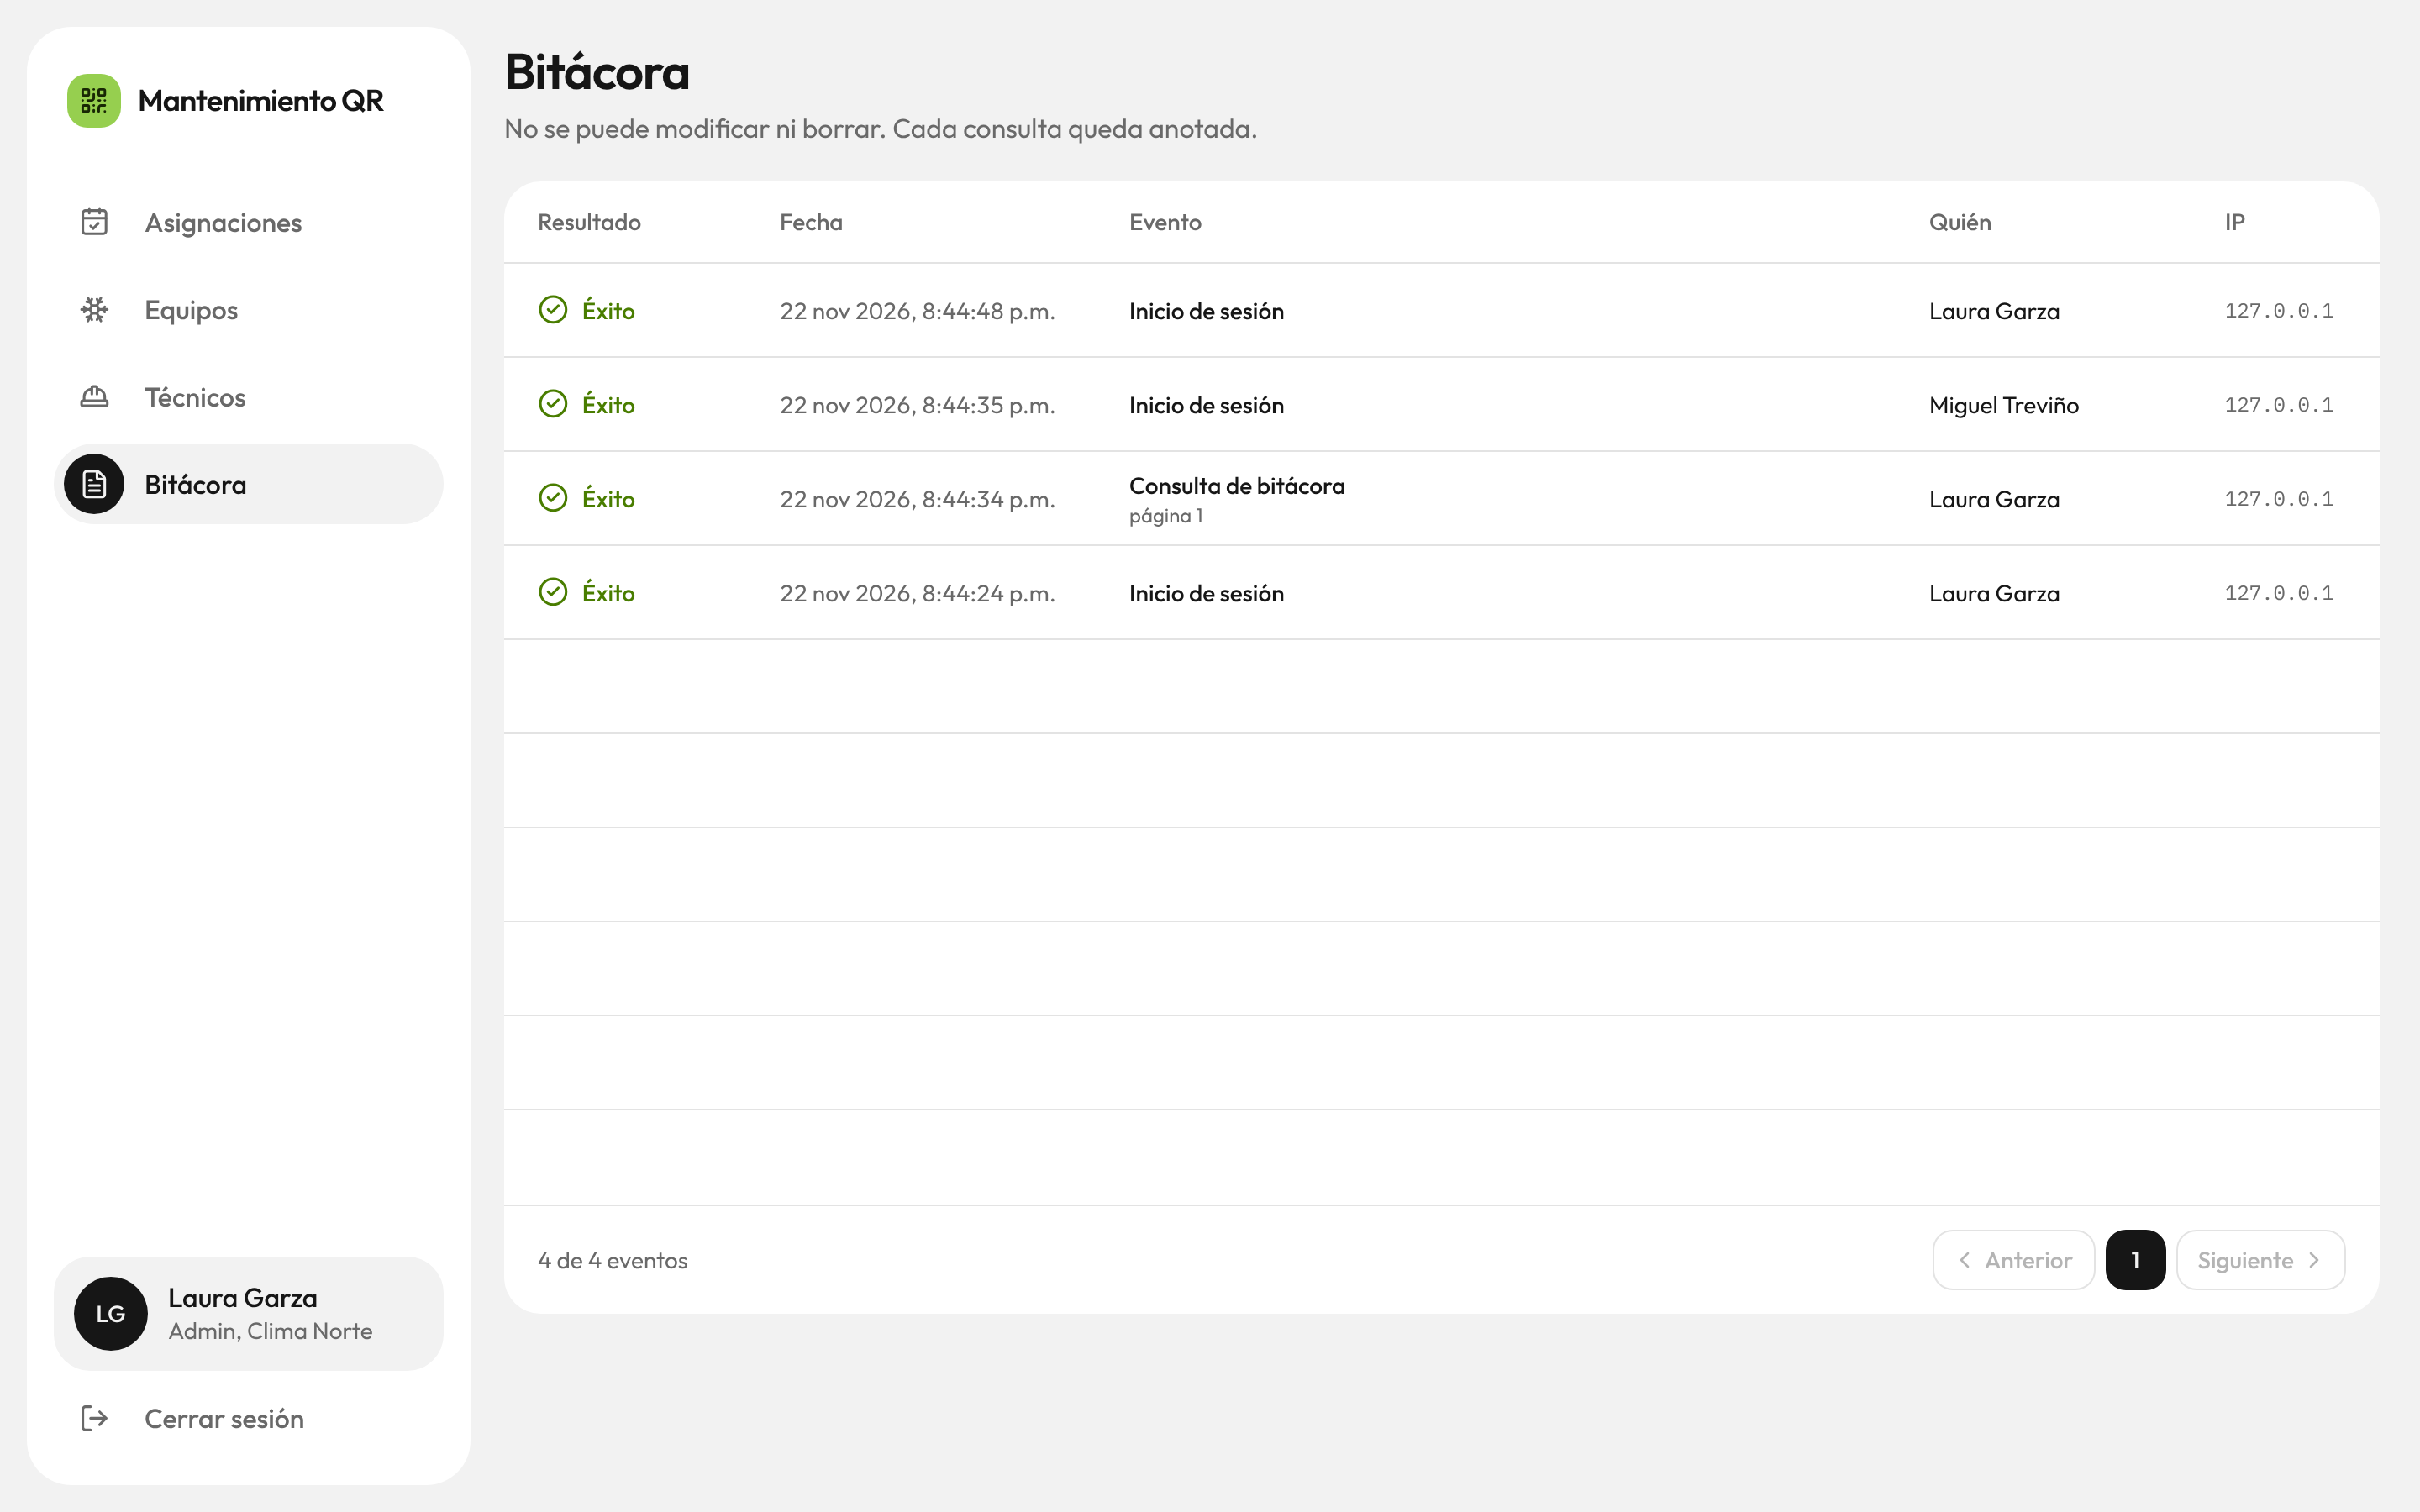 Mantenimiento QR
Asignaciones
Equipos
Técnicos
Bitácora
LG
Laura Garza
Admin, Clima Norte
Cerrar sesión
Bitácora
No se puede modificar ni borrar. Cada consulta queda anotada.
Resultado Fecha Evento Quién IP
Éxito 22 nov 2026, 8:44:48 p.m. Inicio de sesión Laura Garza 127.0.0.1
Éxito 22 nov 2026, 8:44:35 p.m. Inicio de sesión Miguel Treviño 127.0.0.1
Éxito 22 nov 2026, 8:44:34 p.m. Consulta de bitácora Laura Garza 127.0.0.1
página 1
Éxito 22 nov 2026, 8:44:24 p.m. Inicio de sesión Laura Garza 127.0.0.1
4 de 4 eventos Anterior 1 Siguiente